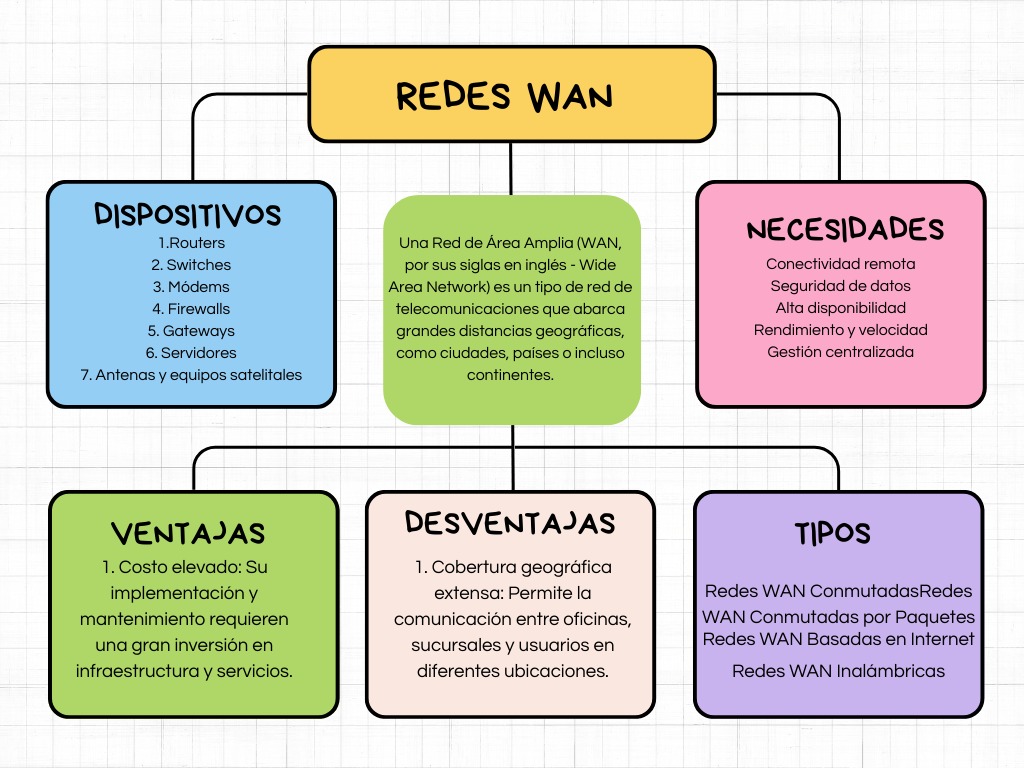 REDES WAN
DISPOSITIVOS
1.Routers
2. Switches
3. Módems
4. Firewalls
5. Gateways
6. Servidores
7. Antenas y equipos satelitales
Una Red de Área Amplia (WAN,
por sus siglas en inglés - Wide
Area Network) es un tipo de red de
telecomunicaciones que abarca
grandes distancias geográficas,
como ciudades, países o incluso
continentes.
NECESIDADES
Conectividad remota
Seguridad de datos
Alta disponibilidad
Rendimiento y velocidad
Gestión centralizada
VENTAJAS
1. Costo elevado: Su
implementación y
mantenimiento requieren
una gran inversión en
infraestructura y servicios.
DESVENTAJAS
1. Cobertura geográfica
extensa: Permite la
comunicación entre oficinas,
sucursales y usuarios en
diferentes ubicaciones.
TIPOS
Redes WAN ConmutadasRedes
WAN Conmutadas por Paquetes
Redes WAN Basadas en Internet
Redes WAN Inalámbricas